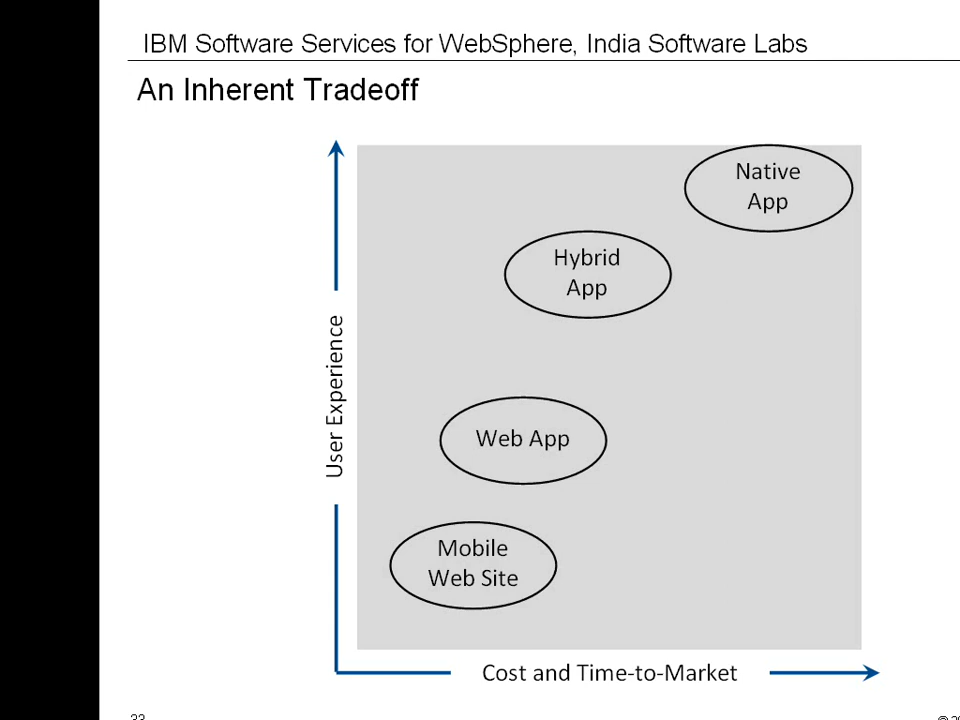 IBM Software Services for WebSphere, India Software Labs
An Inherent Tradeoff
Native
App
Hybrid
App
User Experience
Web App
Mobile
Web Site
Cost and Time-to-Market
33